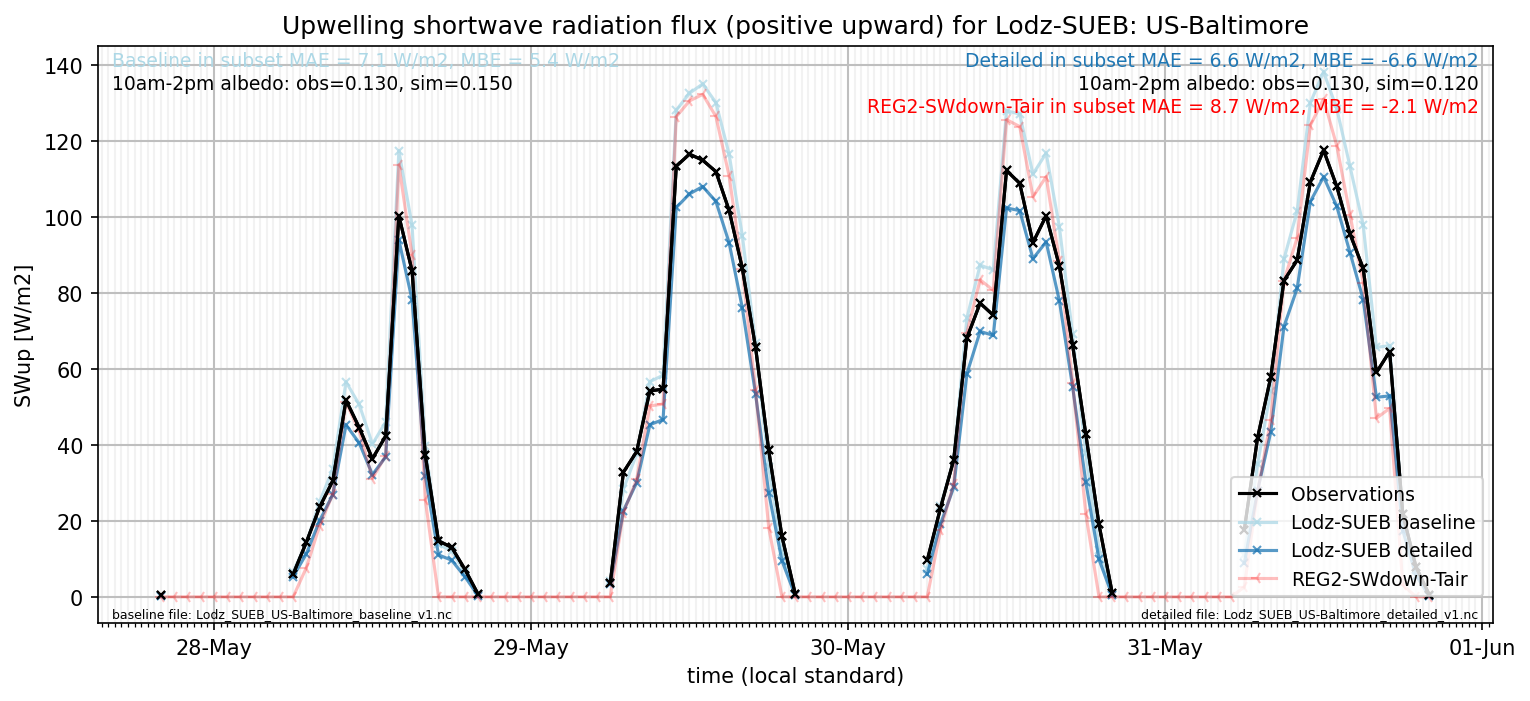 Upwelling shortwave radiation flux (positive upward) for Lodz-SUEB: US-Baltimore
Baseline in subset MAE = 7.1 W/m2, MBE = 5.4 W/m2
10am-2pm albedo: obs=0.130, sim=0.150
Detailed in subset MAE = 6.6 W/m2, MBE = -6.6 W/m2
10am-2pm albedo: obs=0.130, sim=0.120
REG2-SWdown-Tair in subset MAE = 8.7 W/m2, MBE = -2.1 W/m2
SWup [W/m2]
140
120
100
80
60
40
20
0
Observations
Lodz-SUEB baseline
Lodz-SUEB detailed
REG2-SWdown-Tair
baseline file: Lodz_SUEB_US-Baltimore_baseline_v1.nc
detailed file: Lodz_SUEB_US-Baltimore_detailed_v1.nc
28-May 29-May 30-May 31-May 01-Jun
time (local standard)